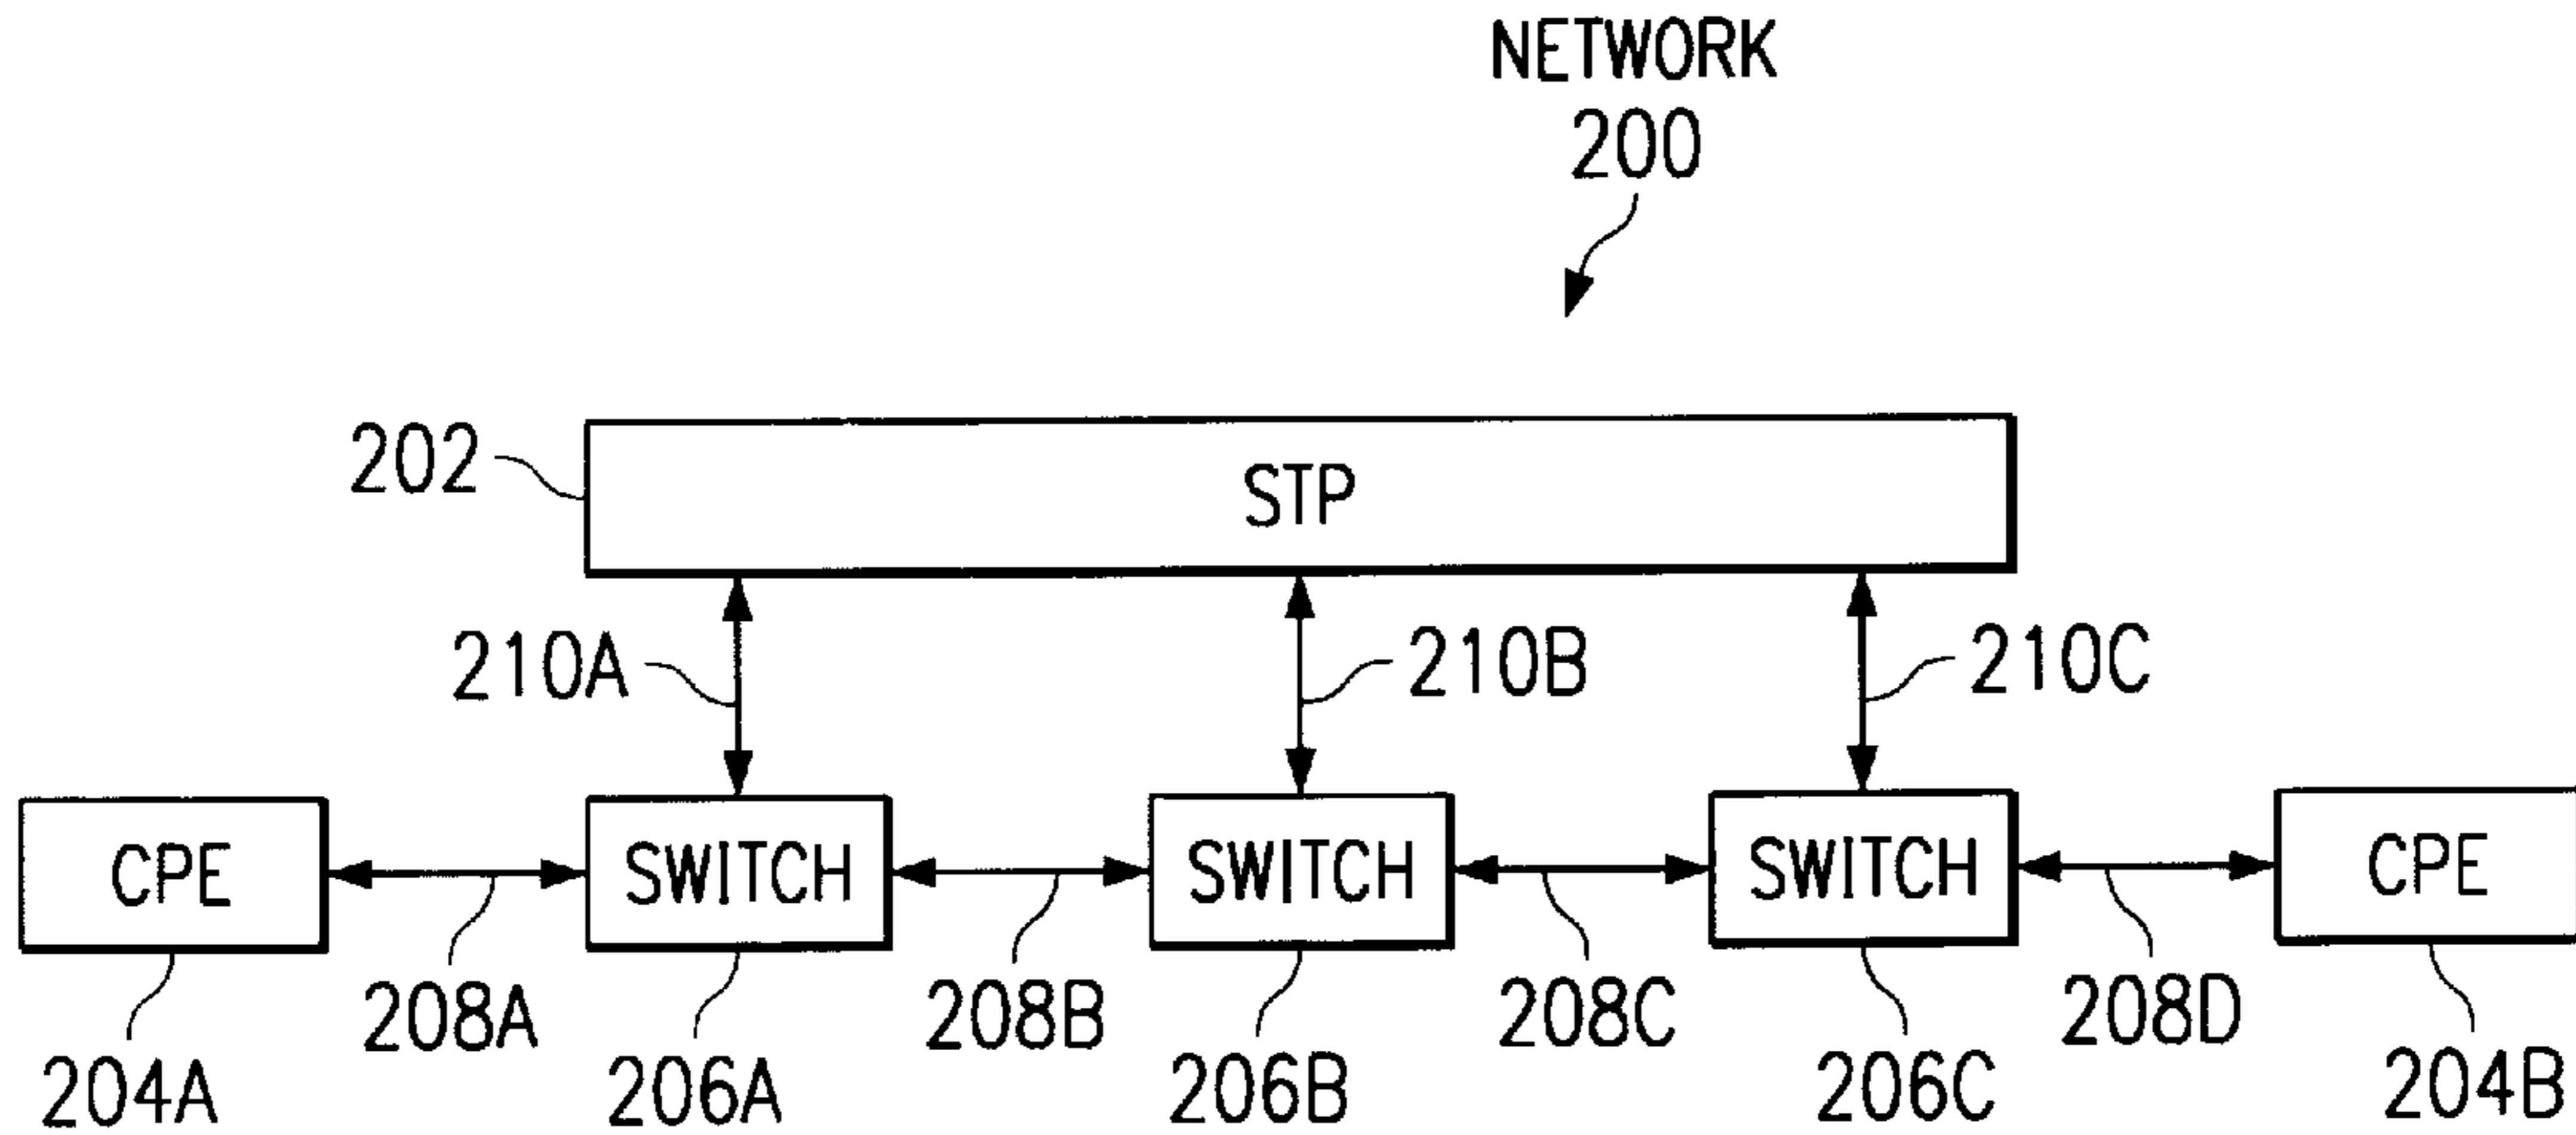 NETWORK
200
202
STP
210A
210B
210C
CPE
SWITCH
SWITCH
SWITCH
CPE
208A
208B
208C
208D
204A
206A
206B
206C
204B